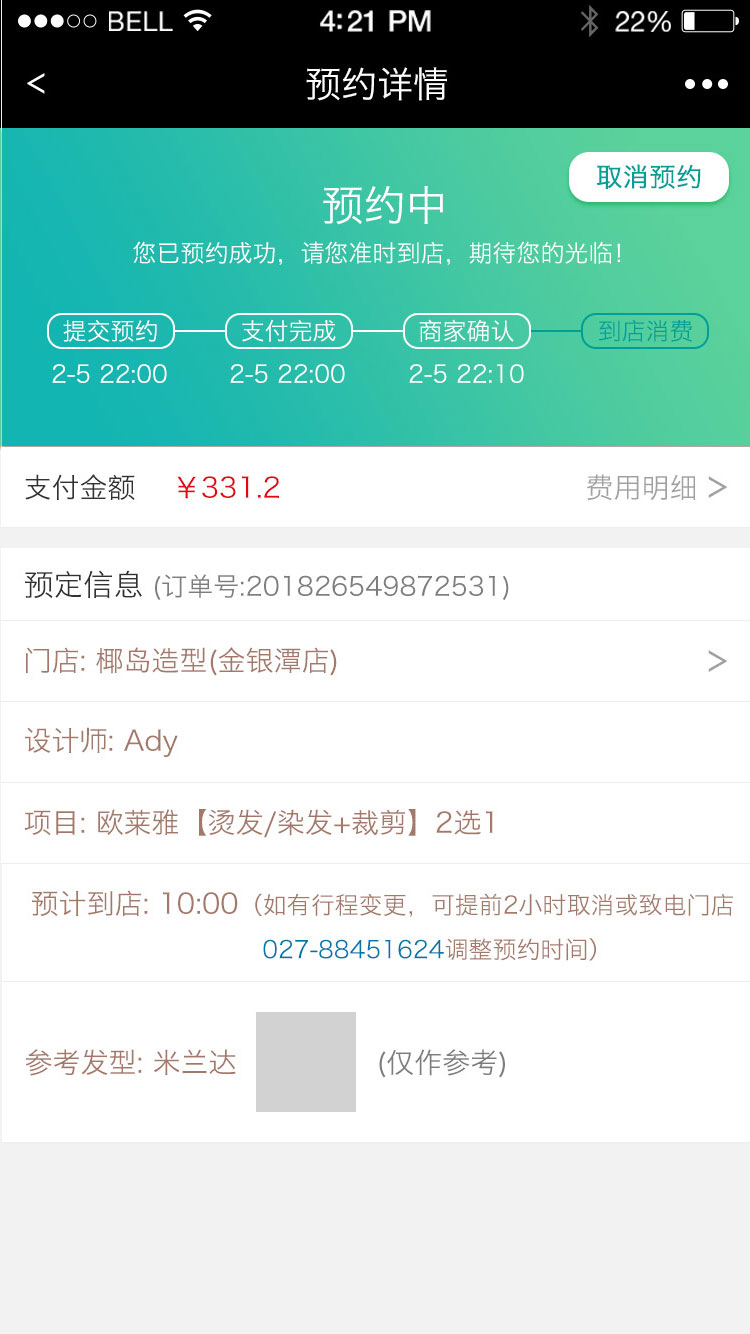 BELL 4:21 PM 22%
< 预约详情
取消预约
预约中
您已预约成功，请您准时到店，期待您的光临！
提交预约 支付完成 商家确认 到店消费
2-5 22:00 2-5 22:00 2-5 22:10
支付金额 ￥331.2 费用明细 >
预定信息 (订单号:201826549872531)
门店: 椰岛造型(金银潭店) >
设计师: Ady
项目: 欧莱雅【烫发/染发+裁剪】2选1
预计到店: 10:00（如有行程变更，可提前2小时取消或致电门店
027-88451624调整预约时间）
参考发型: 米兰达 (仅作参考)